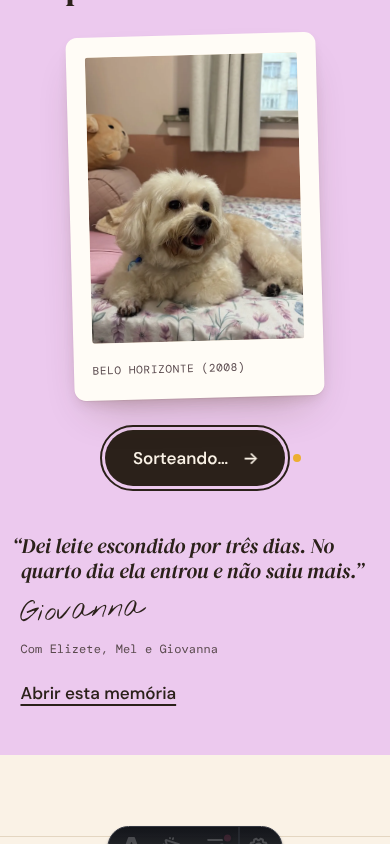 BELO HORIZONTE (2008)
Sorteando... →
“Dei leite escondido por três dias. No
quarto dia ela entrou e não saiu mais.”
Giovanna
Com Elizete, Mel e Giovanna
Abrir esta memória